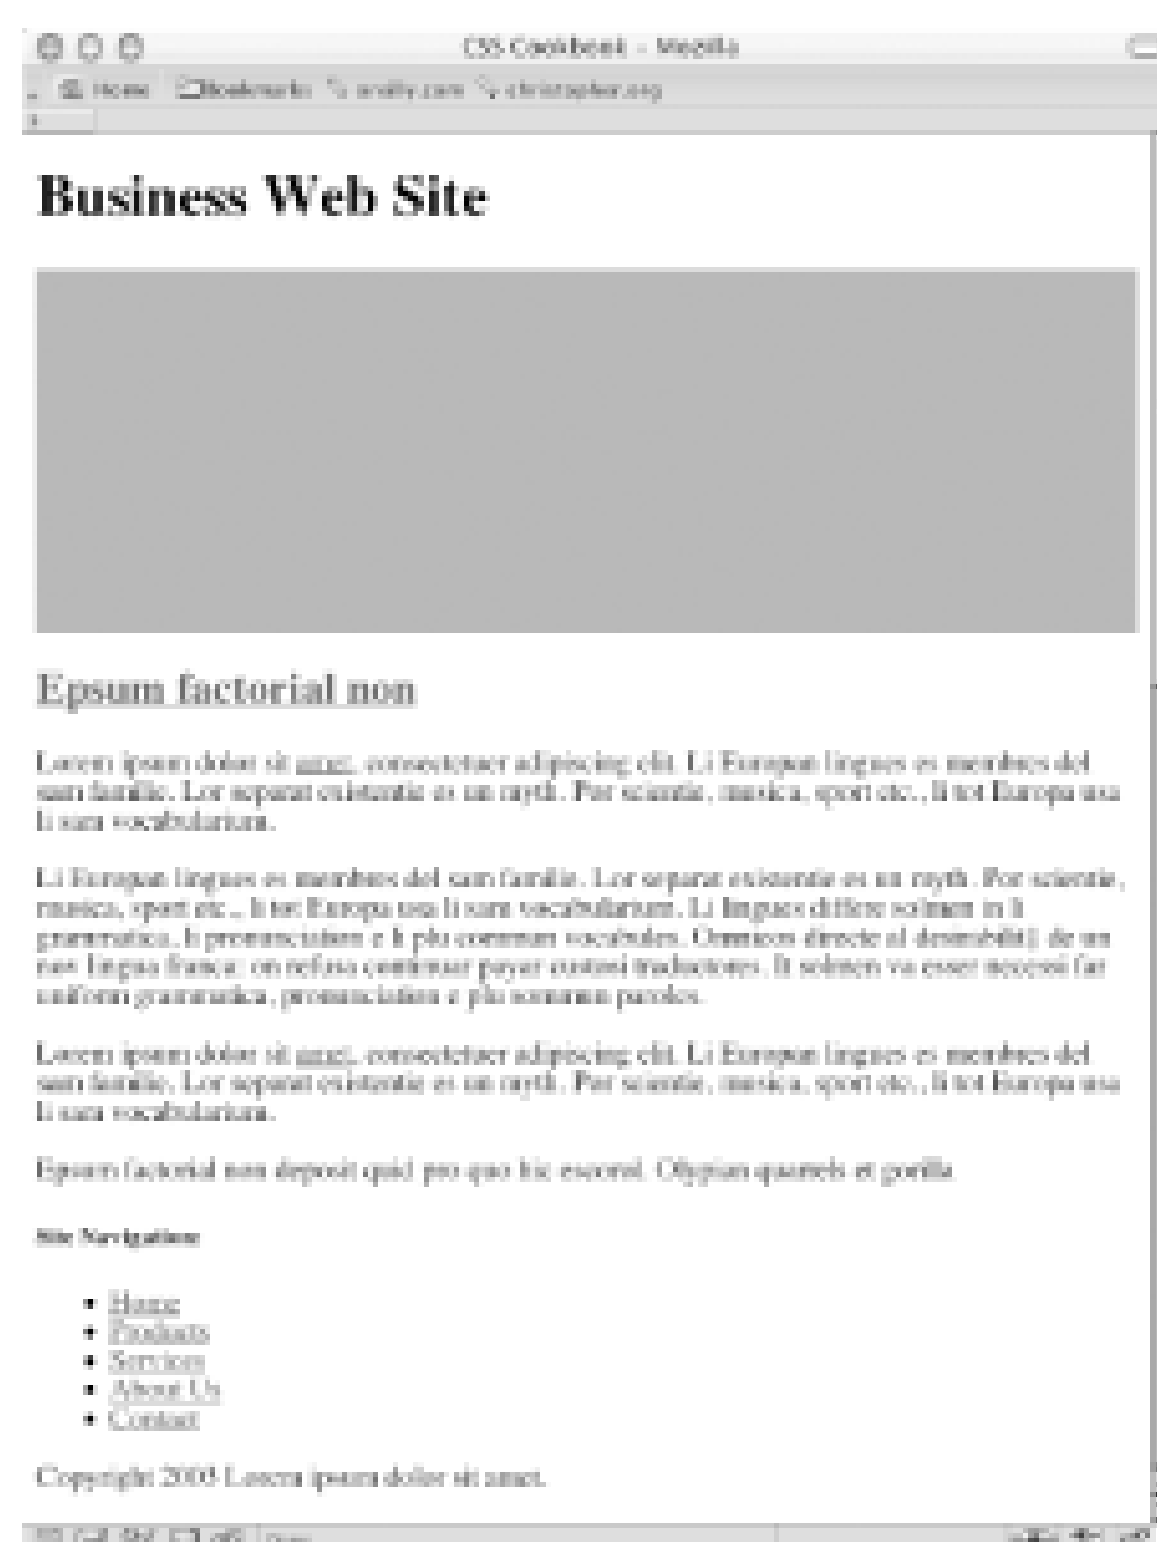 CSS Cookbook - Mozilla
Home Bookmarks oreilly.com christopher.org
Business Web Site
Epsum factorial non
Lorem ipsum dolor sit amet, consectetuer adipiscing elit. Li Europan lingues es membres del
sam familie. Lor separat existentie es un myth. Por scientie, musica, sport etc., li tot Europa usa
li sam vocabularium.
Li Europan lingues es membres del sam familie. Lor separat existentie es un myth. Por scientie,
musica, sport etc., li tot Europa usa li sam vocabularium. Li lingues differe solmen in li
grammatica, li pronunciation e li plu commun vocabules. Omnicos directe al desirabilit de un
nov lingua franca: on refusa continuar payar custosi traductores. It solmen va esser necessi far
uniform grammatica, pronunciation e plu sommun paroles.
Lorem ipsum dolor sit amet, consectetuer adipiscing elit. Li Europan lingues es membres del
sam familie. Lor separat existentie es un myth. Por scientie, musica, sport etc., li tot Europa usa
li sam vocabularium.
Epsum factorial non deposit quid pro quo hic escorol. Olypian quarrels et gorilla
Site Navigation:
Home
Products
Services
About Us
Contact
Copyright 2003 Lorem ipsum dolor sit amet.